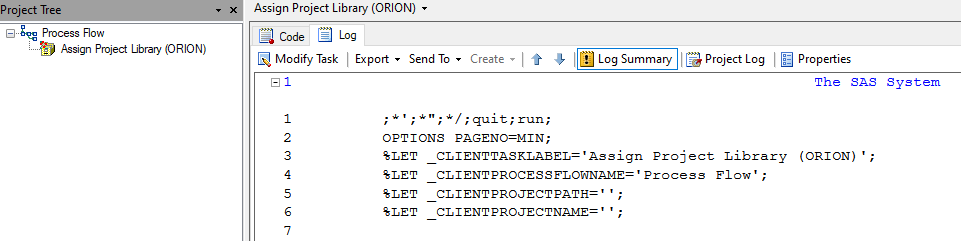 Project Tree
Process Flow
Assign Project Library (ORION)
Assign Project Library (ORION)
Code
Log
Modify Task Export Send To Create Log Summary Project Log Properties
1 The SAS System
1 ;*';*";*/;quit;run;
2 OPTIONS PAGENO=MIN;
3 %LET _CLIENTTASKLABEL='Assign Project Library (ORION)';
4 %LET _CLIENTPROCESSFLOWNAME='Process Flow';
5 %LET _CLIENTPROJECTPATH='';
6 %LET _CLIENTPROJECTNAME='';
7